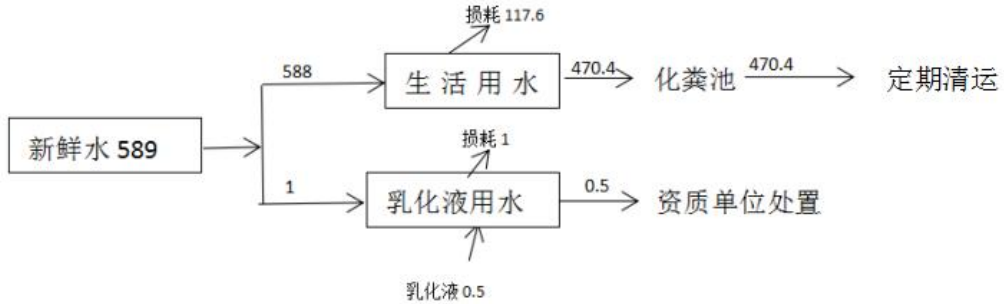 损耗 117.6
588
生活用水
470.4
化粪池
470.4
定期清运
新鲜水 589
损耗 1
1
乳化液用水
0.5
资质单位处置
乳化液 0.5